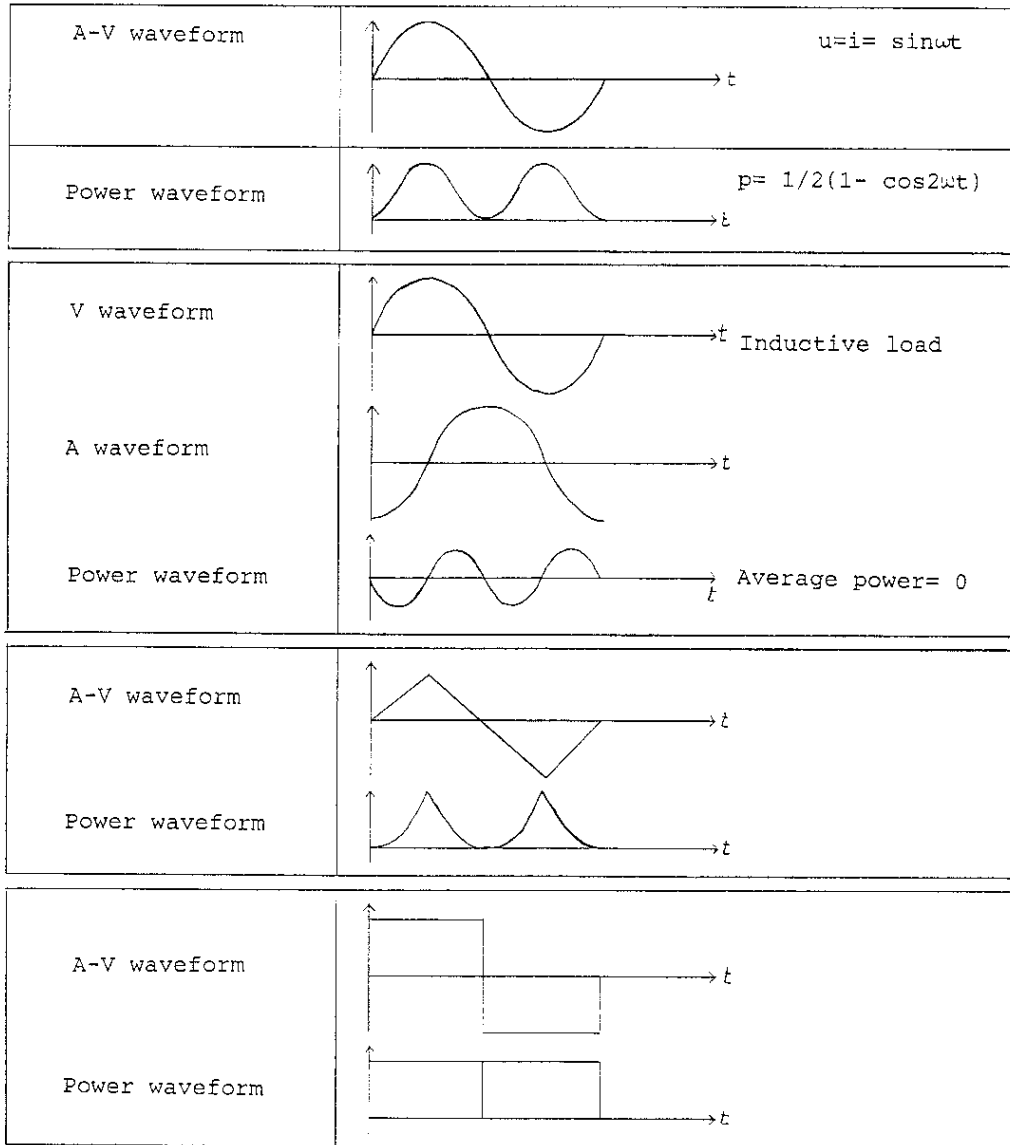 A-V waveform
u=i= sinωt
t
Power waveform
p= 1/2(1- cos2ωt)
t
V waveform
t
Inductive load
A waveform
t
Power waveform
Average power= 0
t
A-V waveform
t
Power waveform
t
A-V waveform
t
Power waveform
t